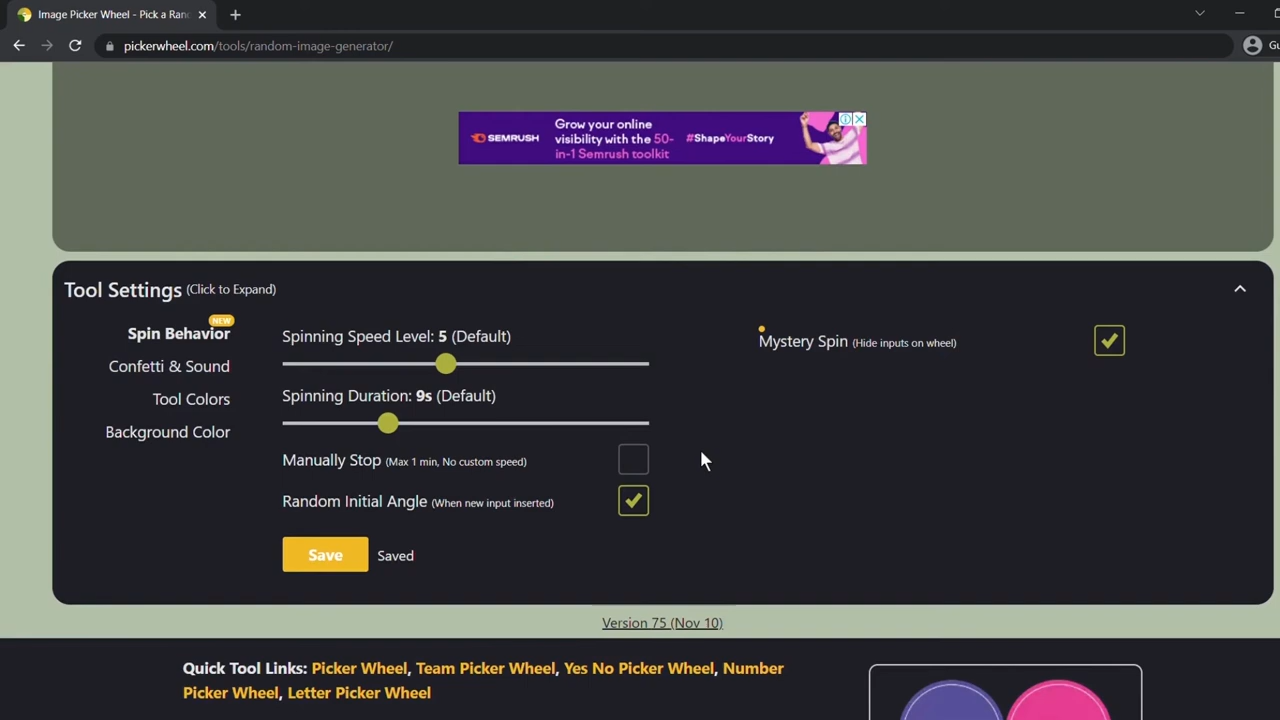 Image Picker Wheel - Pick a Ran
pickerwheel.com/tools/random-image-generator/
Gu
SEMRUSH
Grow your online
visibility with the 50-
in-1 Semrush toolkit
#ShapeYourStory
Tool Settings (Click to Expand)
NEW
Spin Behavior
Confetti & Sound
Tool Colors
Background Color
Spinning Speed Level: 5 (Default)
Spinning Duration: 9s (Default)
Manually Stop (Max 1 min, No custom speed)
Random Initial Angle (When new input inserted)
Save Saved
Mystery Spin (Hide inputs on wheel)
Version 75 (Nov 10)
Quick Tool Links: Picker Wheel, Team Picker Wheel, Yes No Picker Wheel, Number
Picker Wheel, Letter Picker Wheel